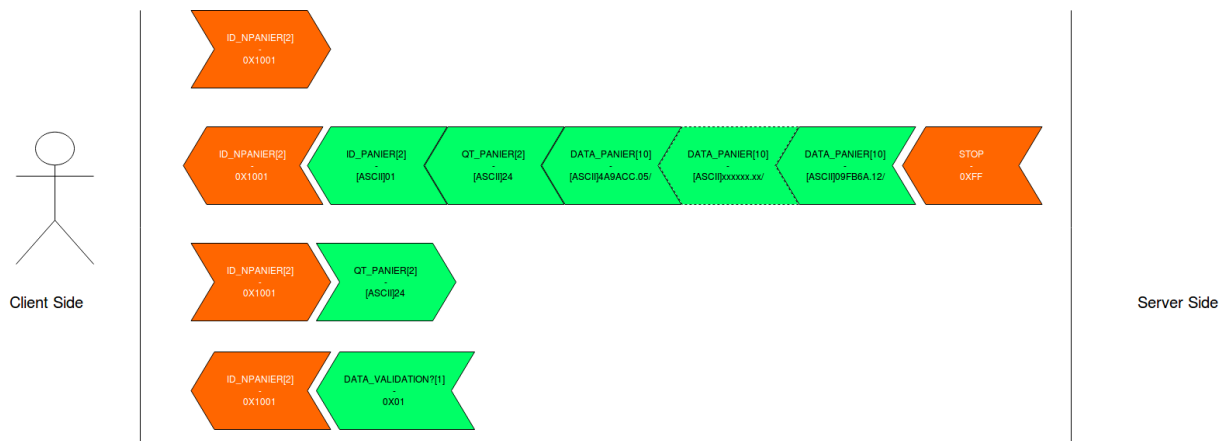 ID_NPANIER[2]
-
0X1001
ID_NPANIER[2]
-
0X1001
ID_PANIER[2]
-
[ASCII]01
QT_PANIER[2]
-
[ASCII]24
DATA_PANIER[10]
-
[ASCII]4A9ACC.05/
DATA_PANIER[10]
-
[ASCII]xxxxxx.xx/
DATA_PANIER[10]
-
[ASCII]09FB6A.12/
STOP
-
0XFF
ID_NPANIER[2]
-
0X1001
QT_PANIER[2]
-
[ASCII]24
Client Side
Server Side
ID_NPANIER[2]
-
0X1001
DATA_VALIDATION?[1]
-
0X01